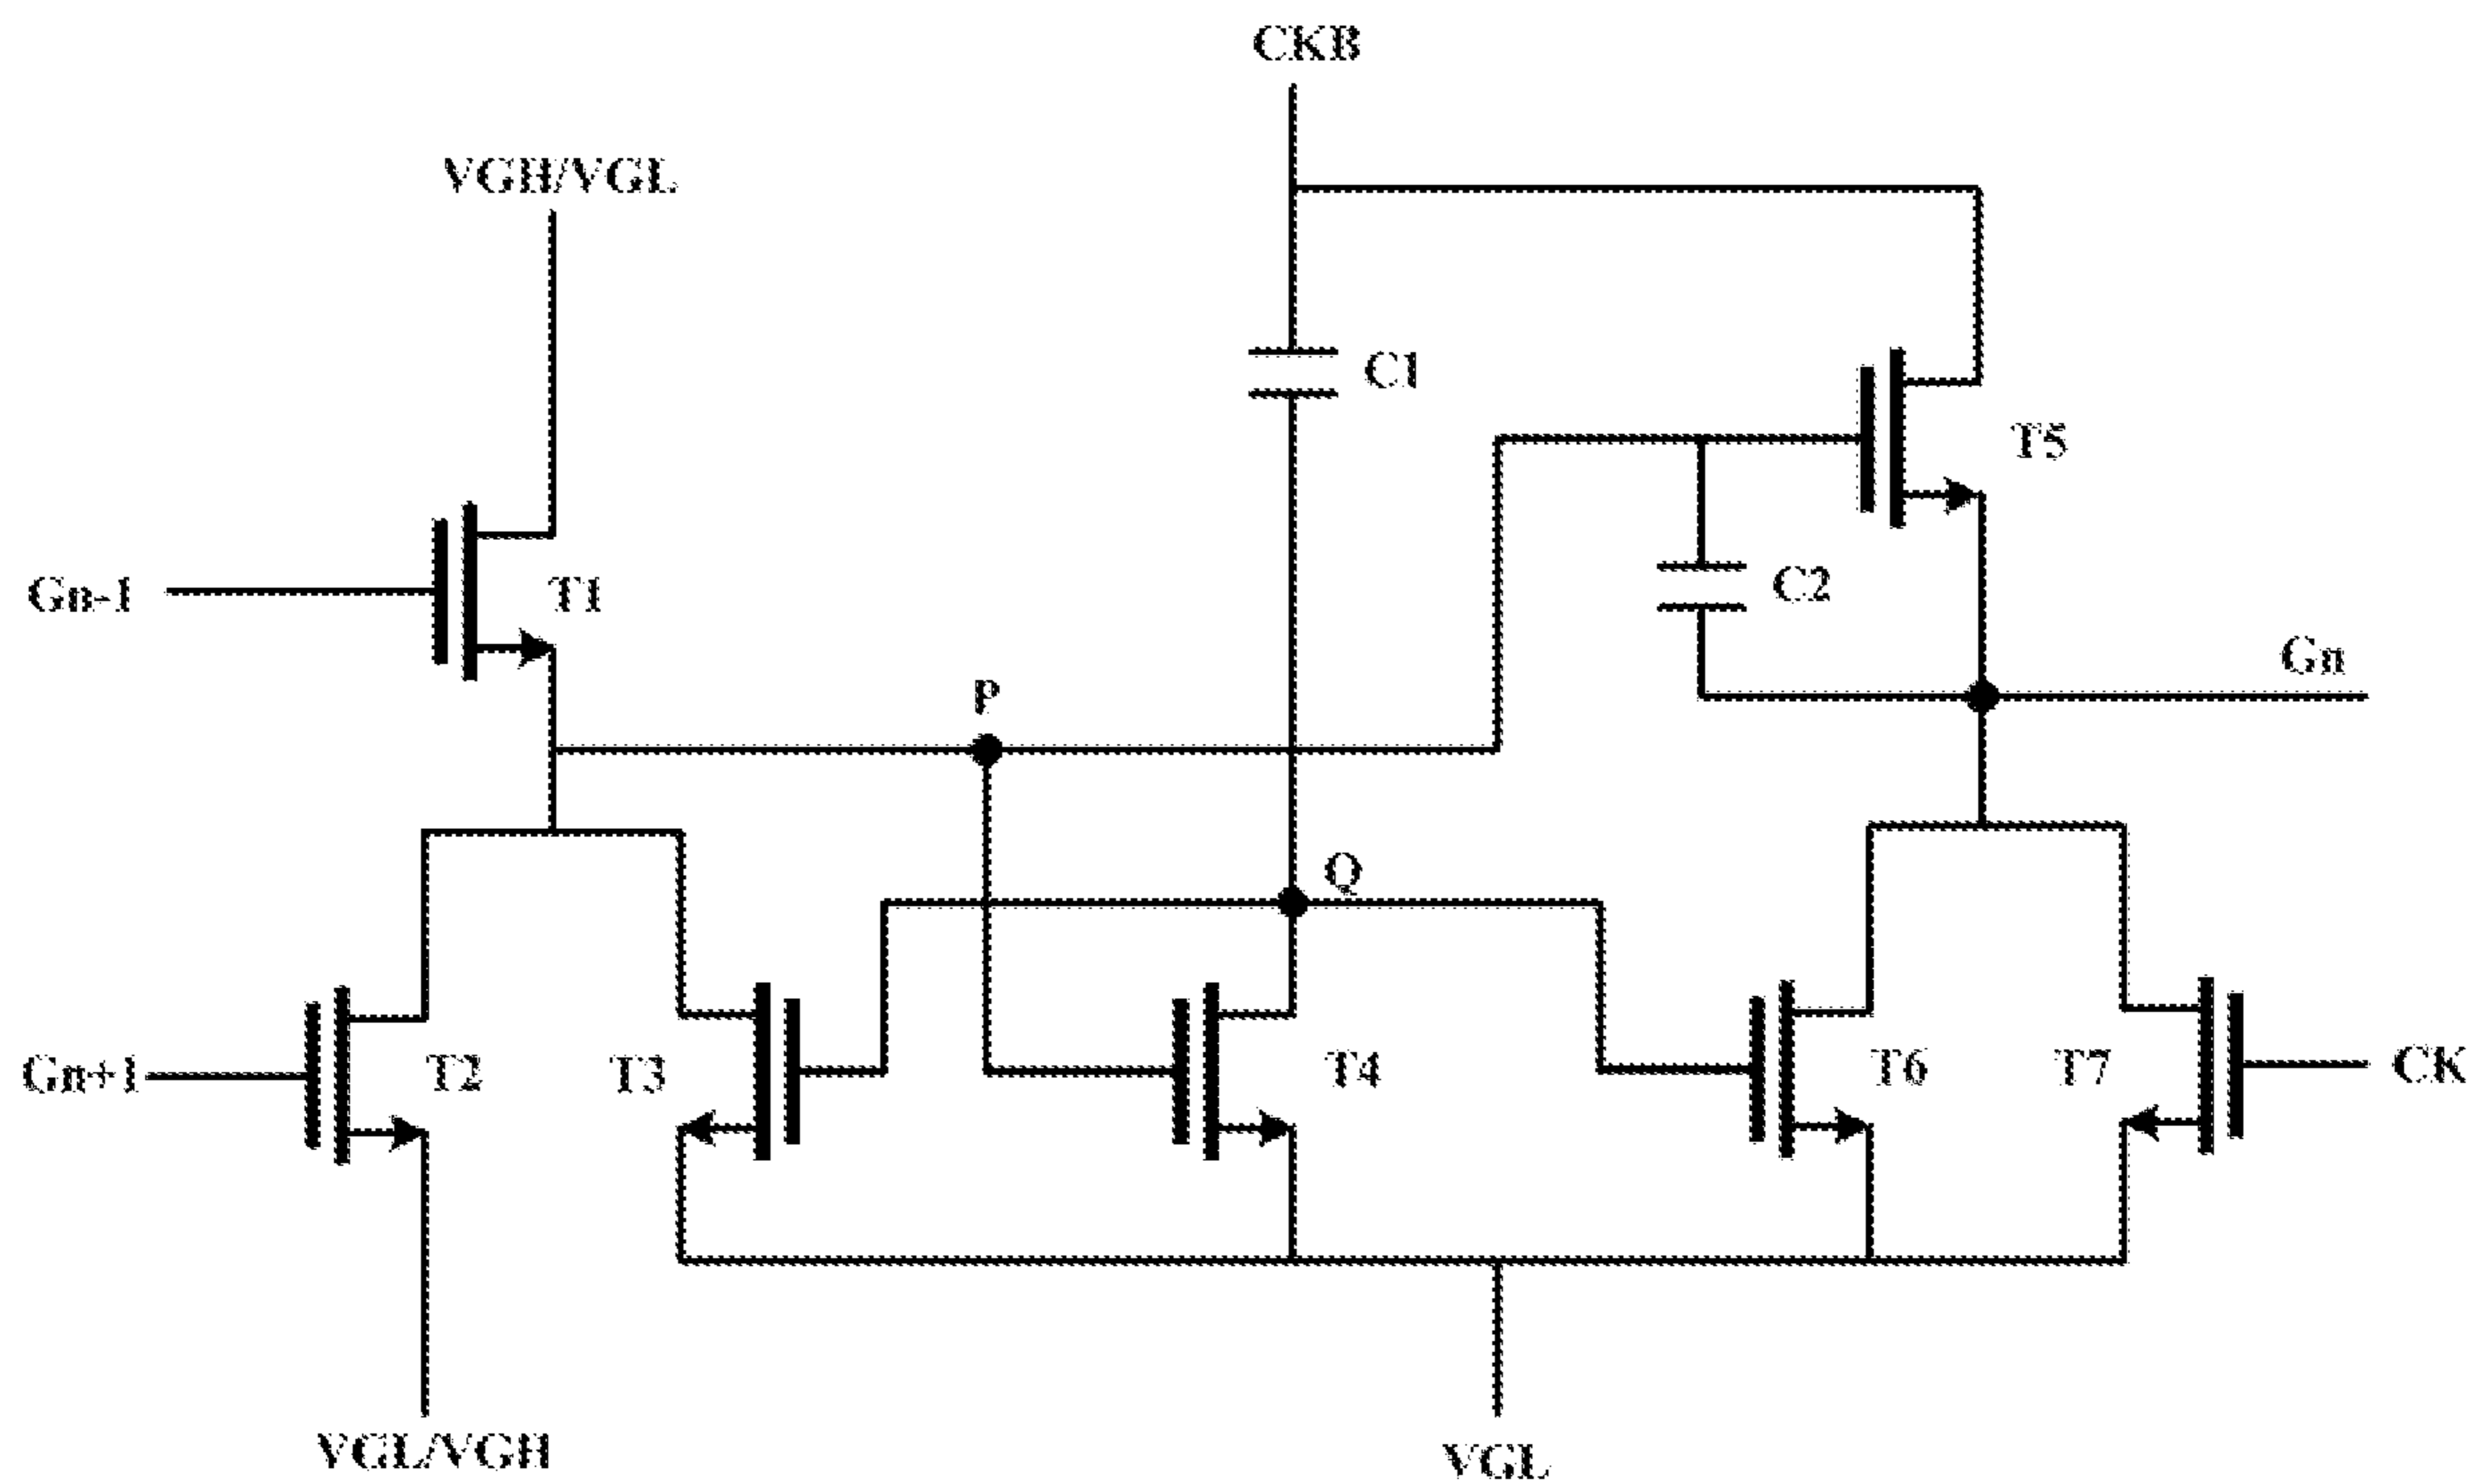 CKB
VGH/VGL
C1
T5
Gn-1
T1
C2
Gn
P
Q
Gn+1
T2
T3
T4
T6
T7
CK
VGL/VGH
VGL